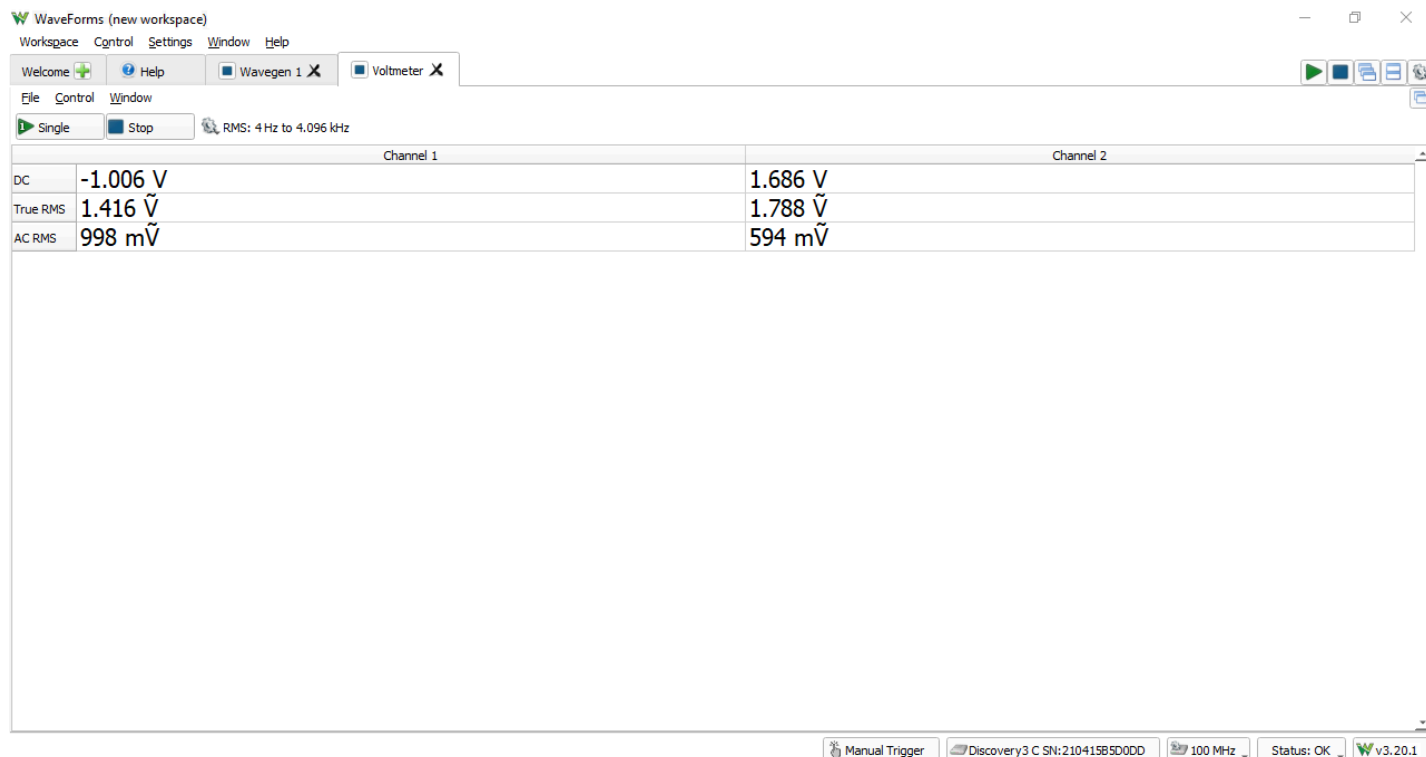 WaveForms (new workspace)
Workspace Control Settings Window Help
Welcome Help Wavegen 1 Voltmeter
File Control Window
Single Stop RMS: 4 Hz to 4.096 kHz
Channel 1 Channel 2
DC -1.006 V 1.686 V
True RMS 1.416 Ṽ 1.788 Ṽ
AC RMS 998 mṼ 594 mṼ
Manual Trigger Discovery3 C SN:210415B5D0DD 100 MHz Status: OK v3.20.1